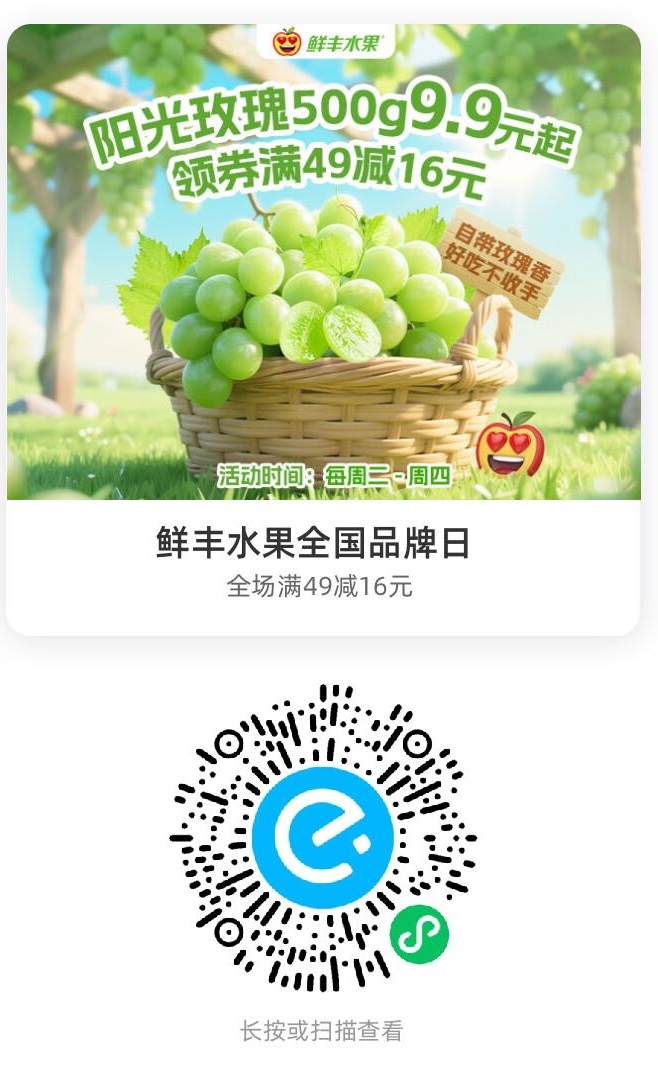 鲜丰水果
阳光玫瑰500g9.9元起
领券满49减16元
自带玫瑰香
好吃不收手
活动时间：每周二-周四
鲜丰水果全国品牌日
全场满49减16元
长按或扫描查看